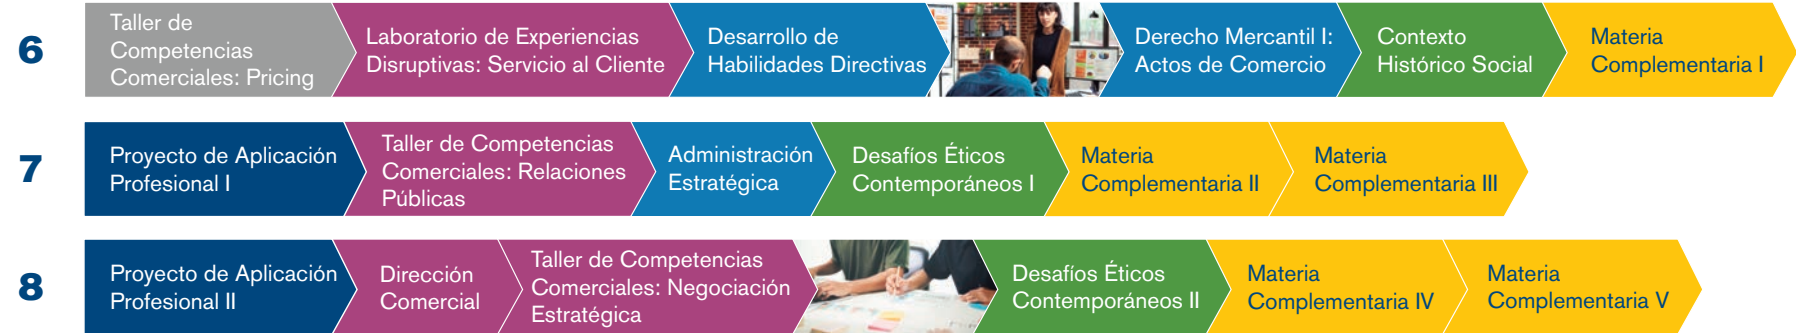 6
Taller de
Competencias
Comerciales: Pricing
Laboratorio de Experiencias
Disruptivas: Servicio al Cliente
Desarrollo de
Habilidades Directivas
Derecho Mercantil I:
Actos de Comercio
Contexto
Histórico Social
Materia
Complementaria I
7
Proyecto de Aplicación
Profesional I
Taller de Competencias
Comerciales: Relaciones
Públicas
Administración
Estratégica
Desafíos Éticos
Contemporáneos I
Materia
Complementaria II
Materia
Complementaria III
8
Proyecto de Aplicación
Profesional II
Dirección
Comercial
Taller de Competencias
Comerciales: Negociación
Estratégica
Desafíos Éticos
Contemporáneos II
Materia
Complementaria IV
Materia
Complementaria V